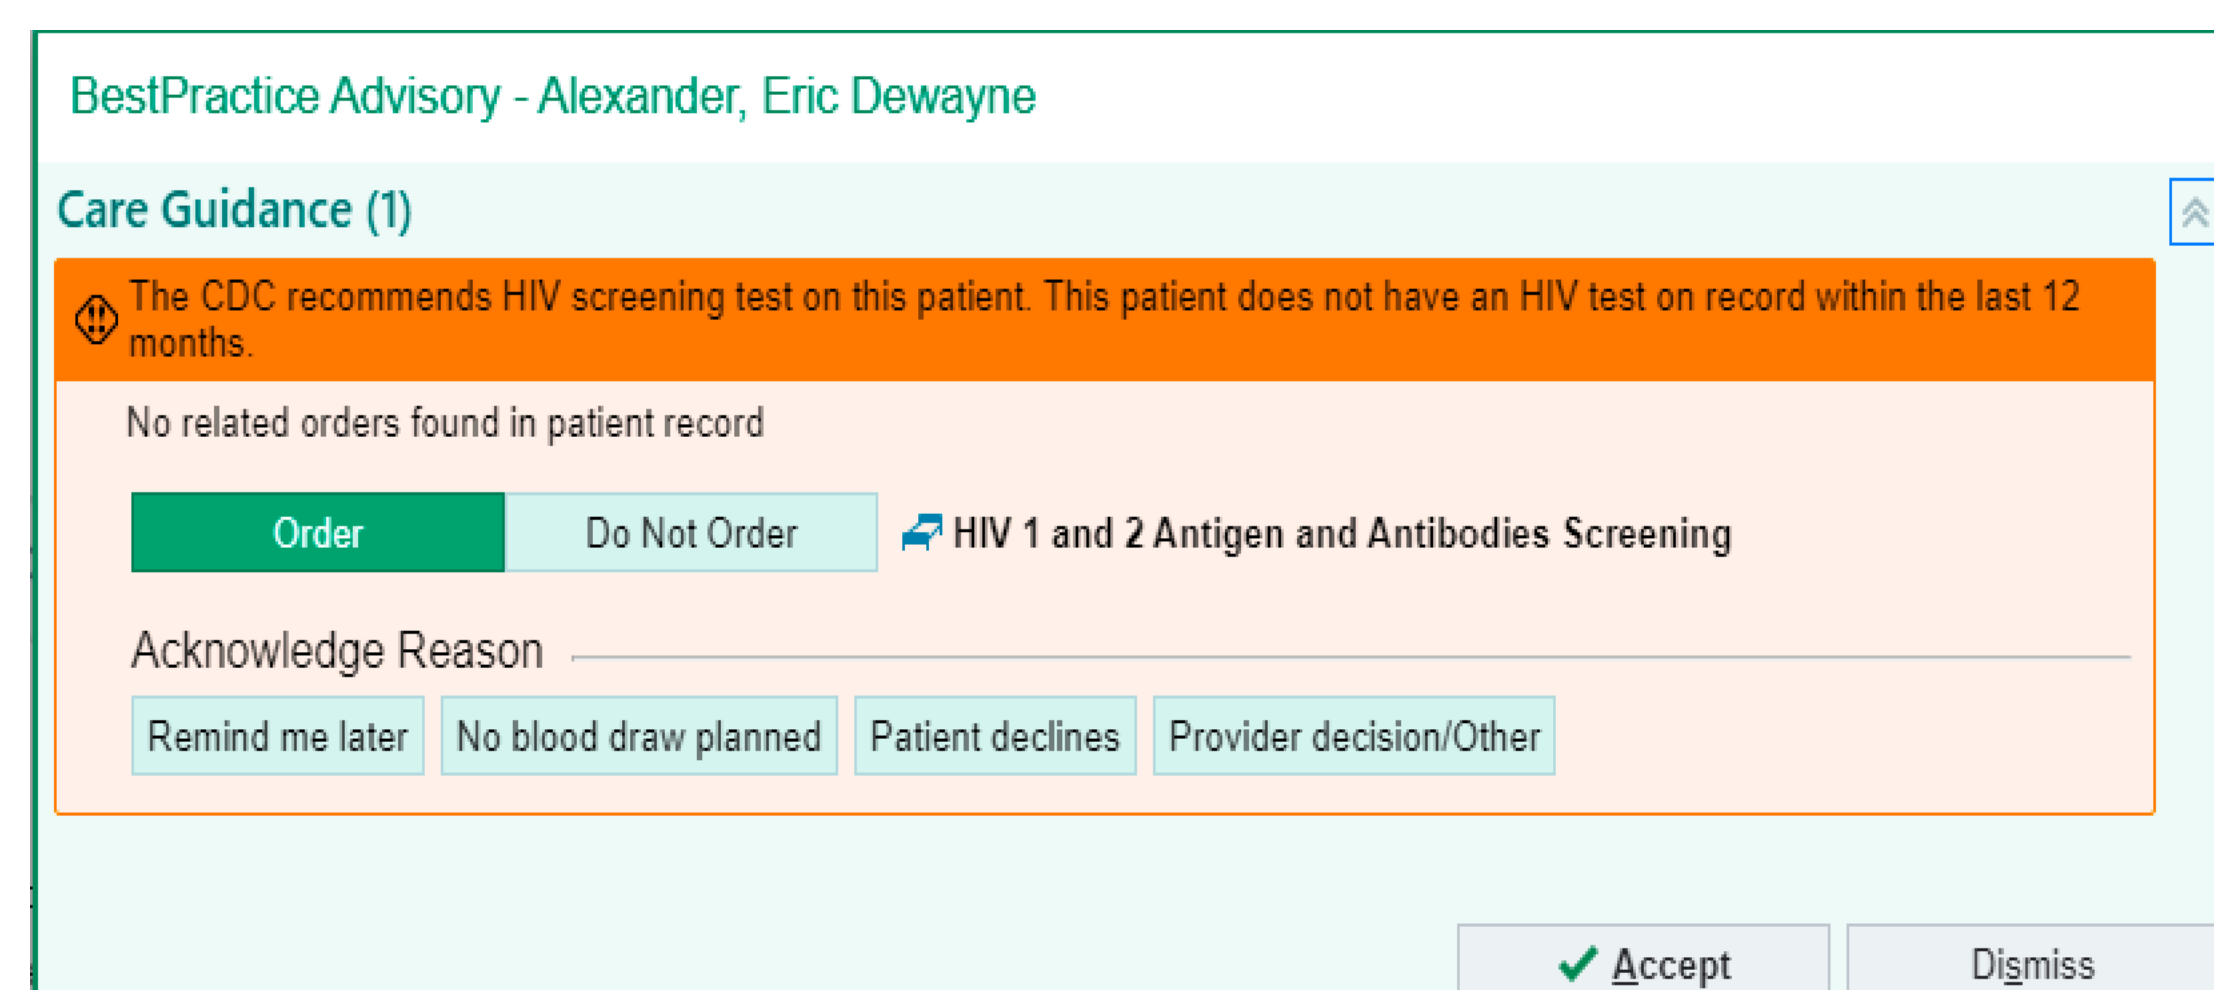 BestPractice Advisory - Alexander, Eric Dewayne
Care Guidance (1)
The CDC recommends HIV screening test on this patient. This patient does not have an HIV test on record within the last 12
months.
No related orders found in patient record
Order Do Not Order HIV 1 and 2 Antigen and Antibodies Screening
Acknowledge Reason
Remind me later No blood draw planned Patient declines Provider decision/Other
Accept Dismiss